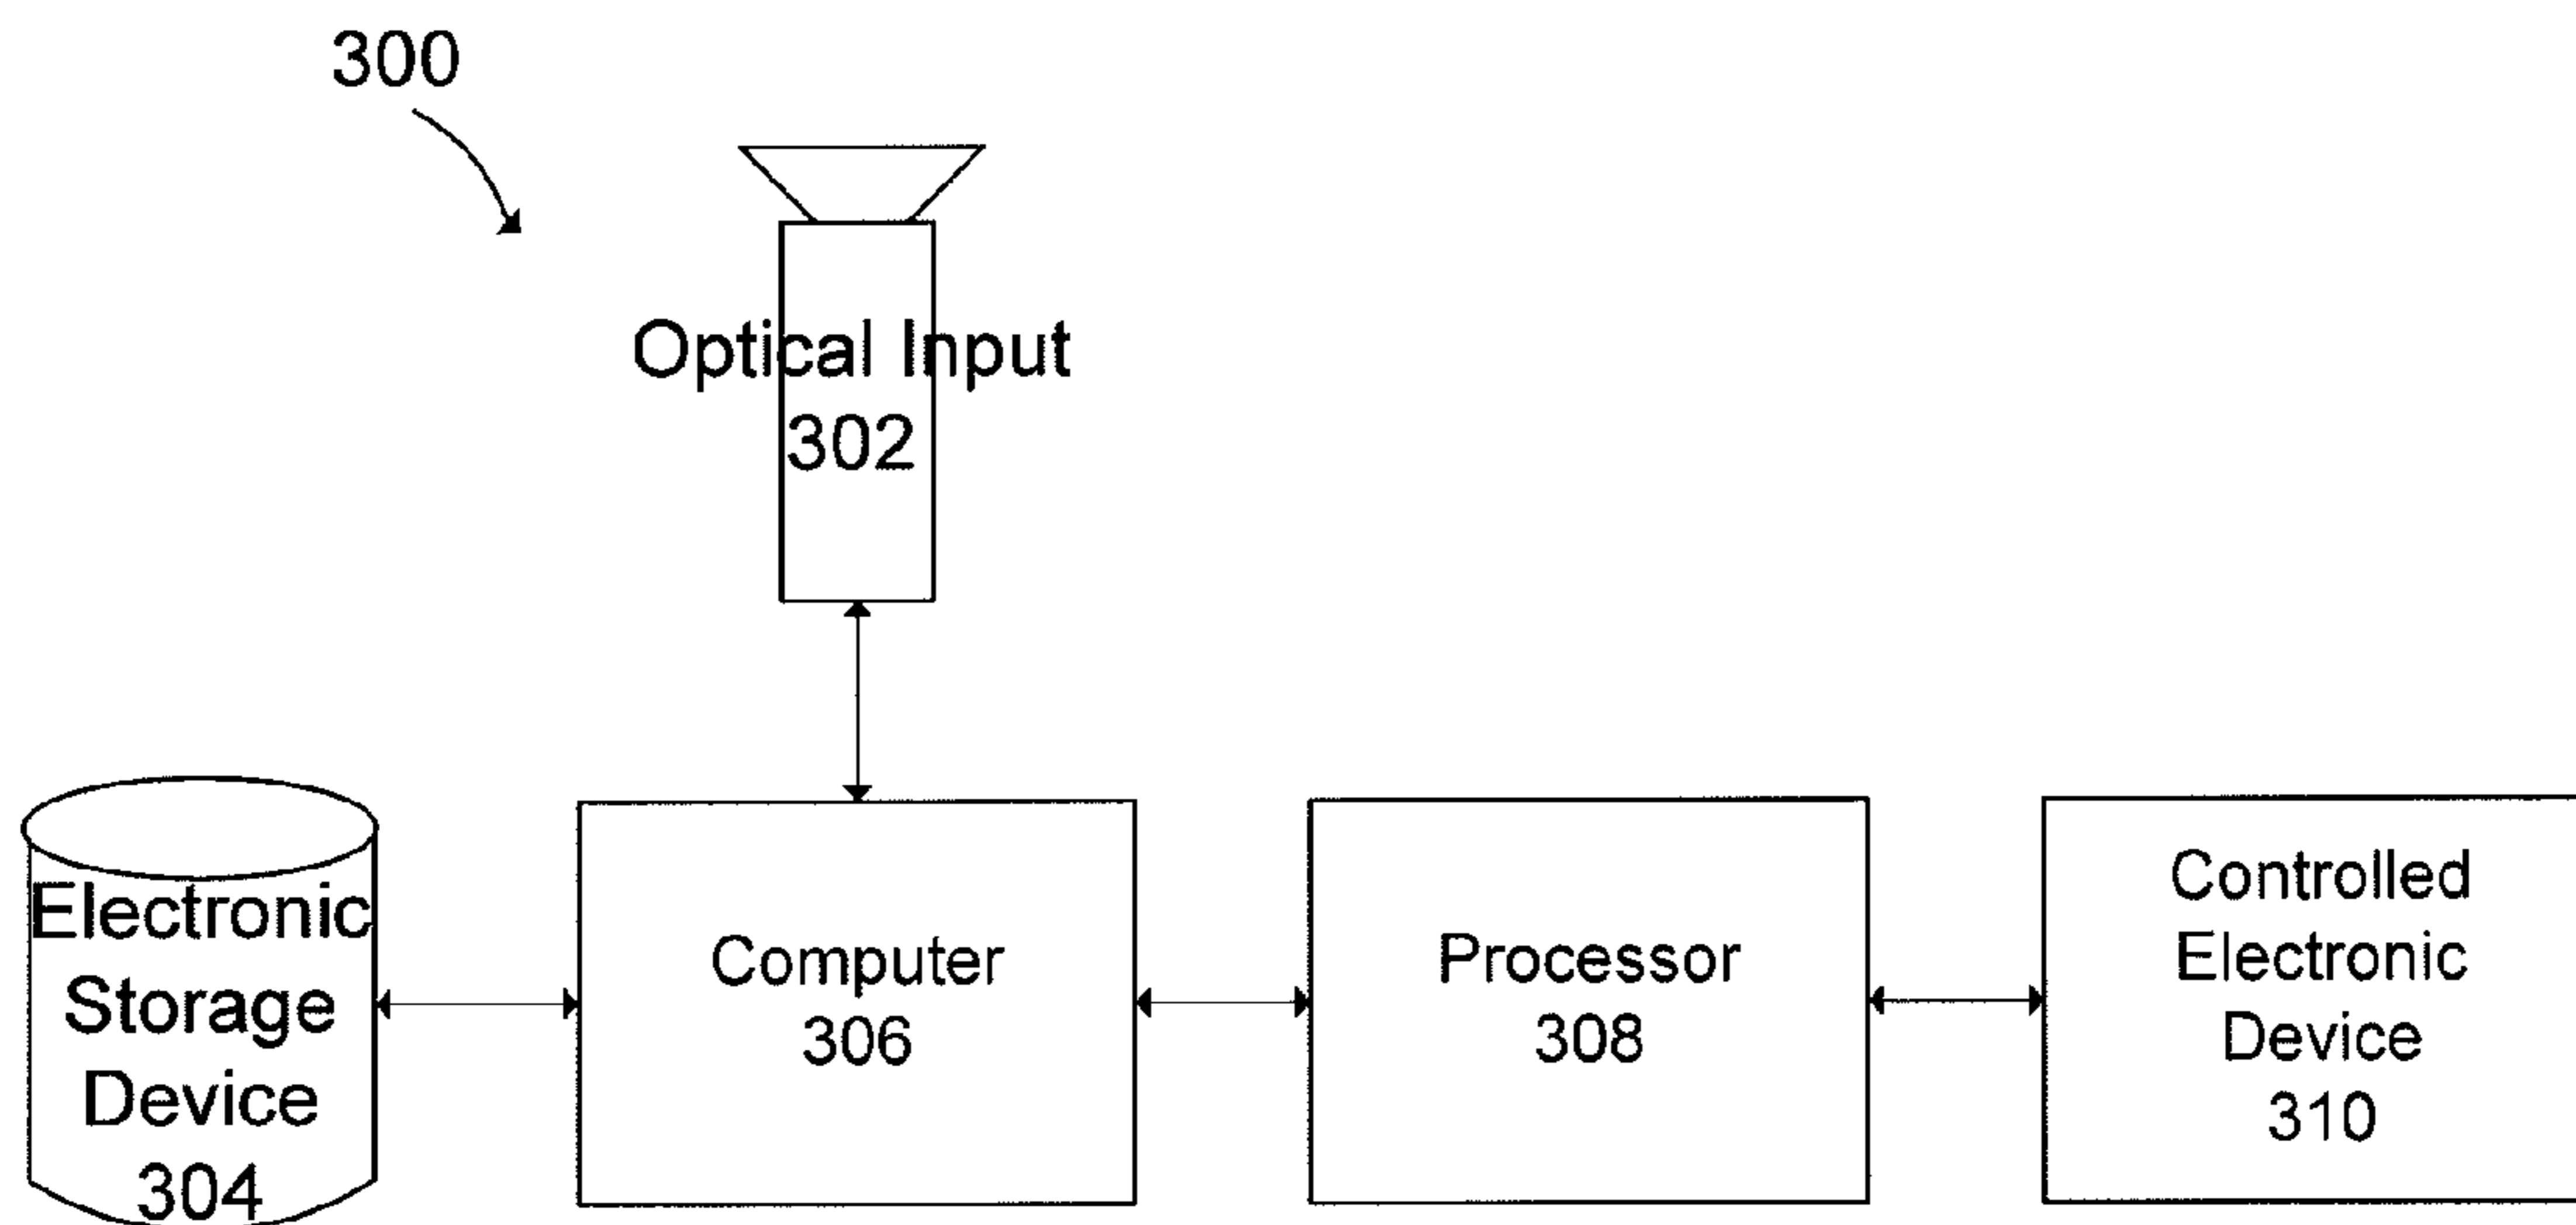 300
Optical Input
302
Electronic
Storage
Device
304
Computer
306
Processor
308
Controlled
Electronic
Device
310